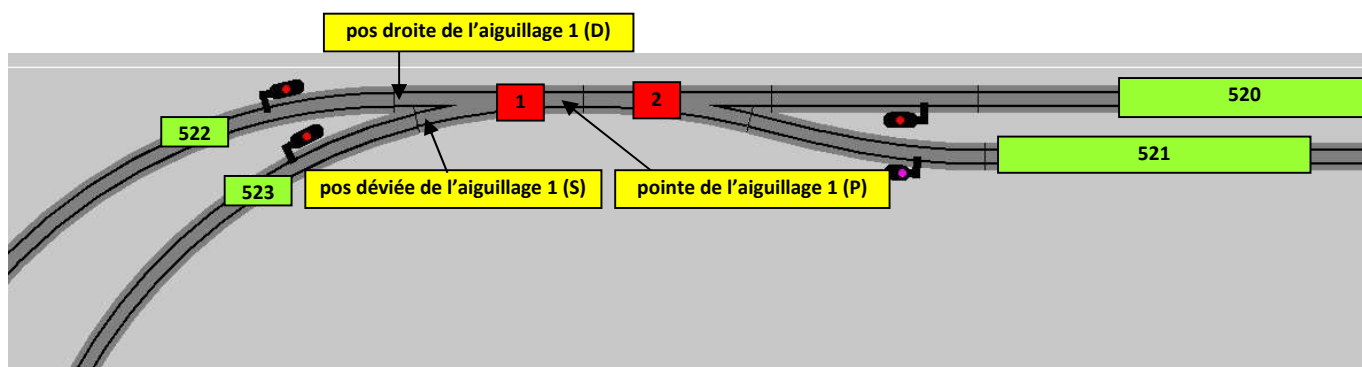 pos droite de l'aiguillage 1 (D)
1
2
520
522
521
523
pos déviée de l'aiguillage 1 (S)
pointe de l'aiguillage 1 (P)